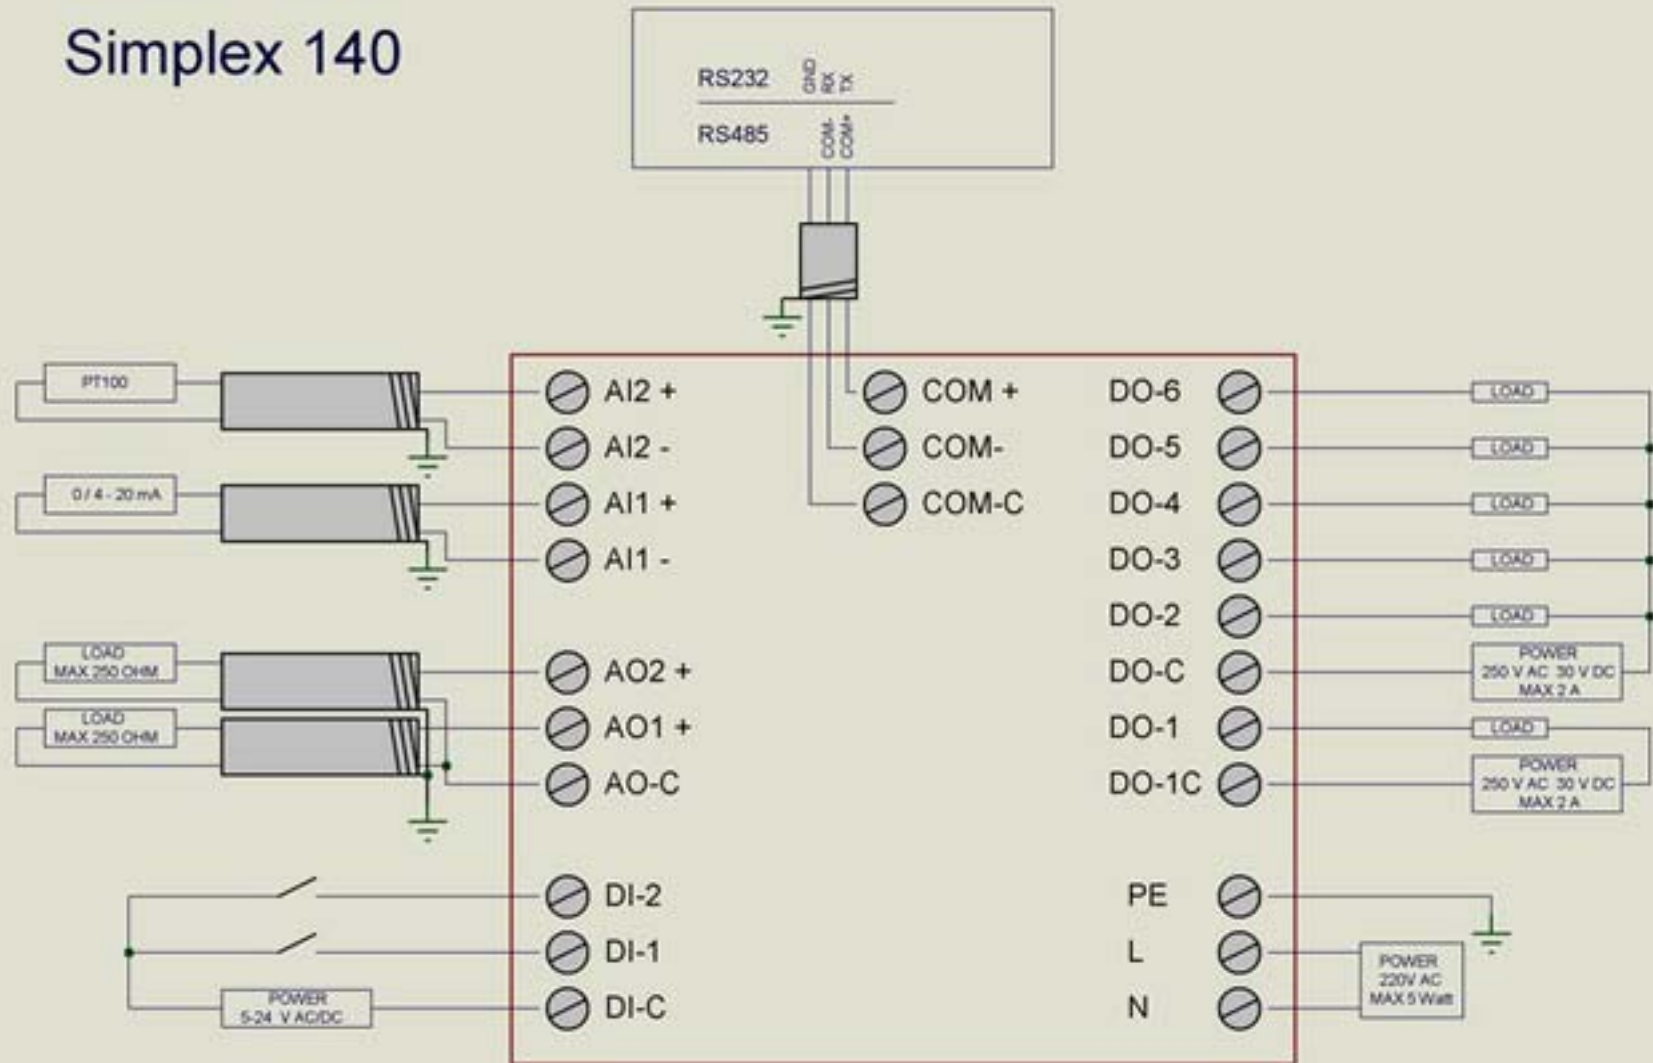 Simplex 140
RS232
GND
RX
TX
RS485
COM-
COM+
PT100
0 / 4 - 20 mA
LOAD
MAX 250 OHM
LOAD
MAX 250 OHM
POWER
5-24 V AC/DC
AI2 +
AI2 -
AI1 +
AI1 -
AO2 +
AO1 +
AO-C
DI-2
DI-1
DI-C
COM +
COM-
COM-C
DO-6
DO-5
DO-4
DO-3
DO-2
DO-C
DO-1
DO-1C
PE
L
N
LOAD
LOAD
LOAD
LOAD
LOAD
POWER
250 V AC 30 V DC
MAX 2 A
LOAD
POWER
250 V AC 30 V DC
MAX 2 A
POWER
220V AC
MAX 5 Watt